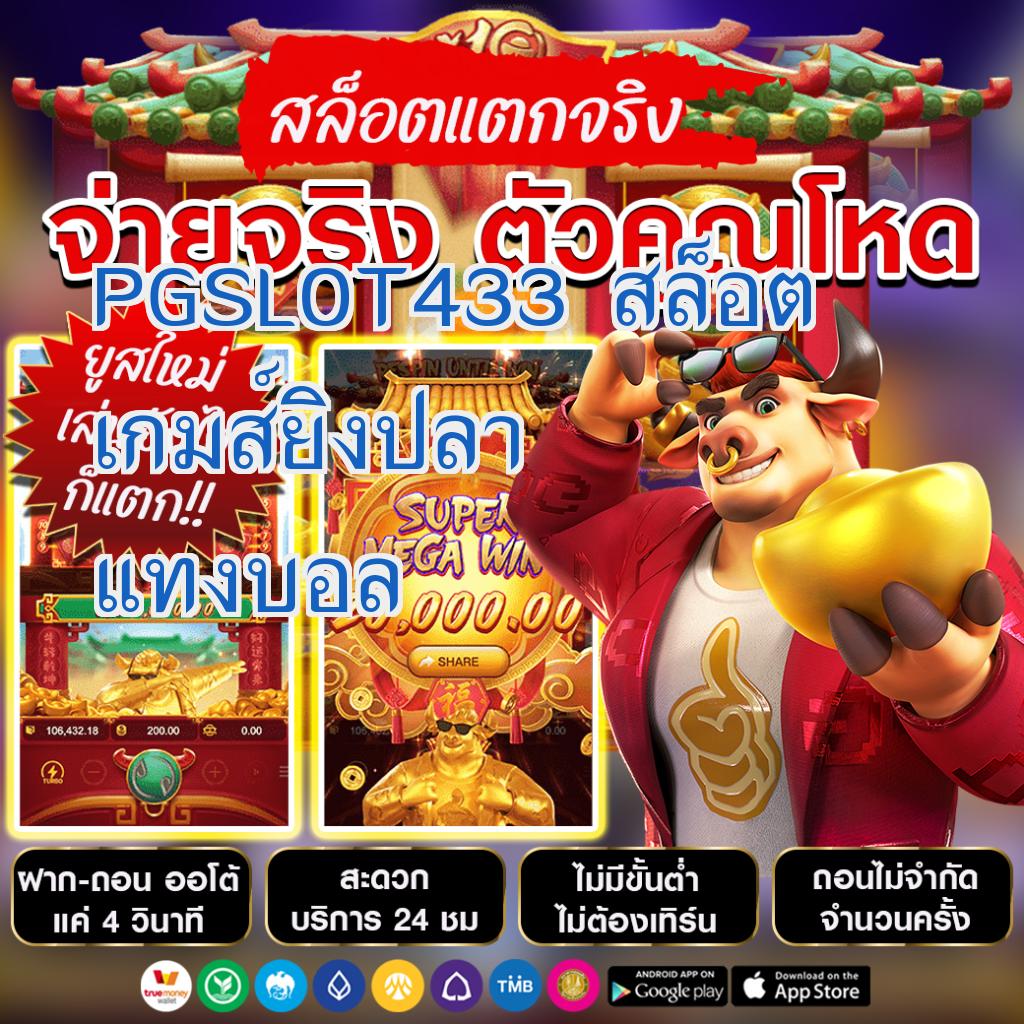 สล็อตแตกจริง
จ่ายจริง ตัวคูณโหด
PGSLOT433 สล็อต
ยูสใหม่
เกมส์ยิงปลา
ก็แตก!!
แทงบอล
SUPER
MEGA WIN
,000.00
SHARE
106,432.18
200.00
0.00
TURBO
福
ฝาก-ถอน ออโต้
แค่ 4 วินาที
สะดวก
บริการ 24 ชม
ไม่มีขั้นต่ำ
ไม่ต้องเทิร์น
ถอนไม่จำกัด
จำนวนครั้ง
truemoney
wallet
TMB
ANDROID APP ON
Google play
Download on the
App Store